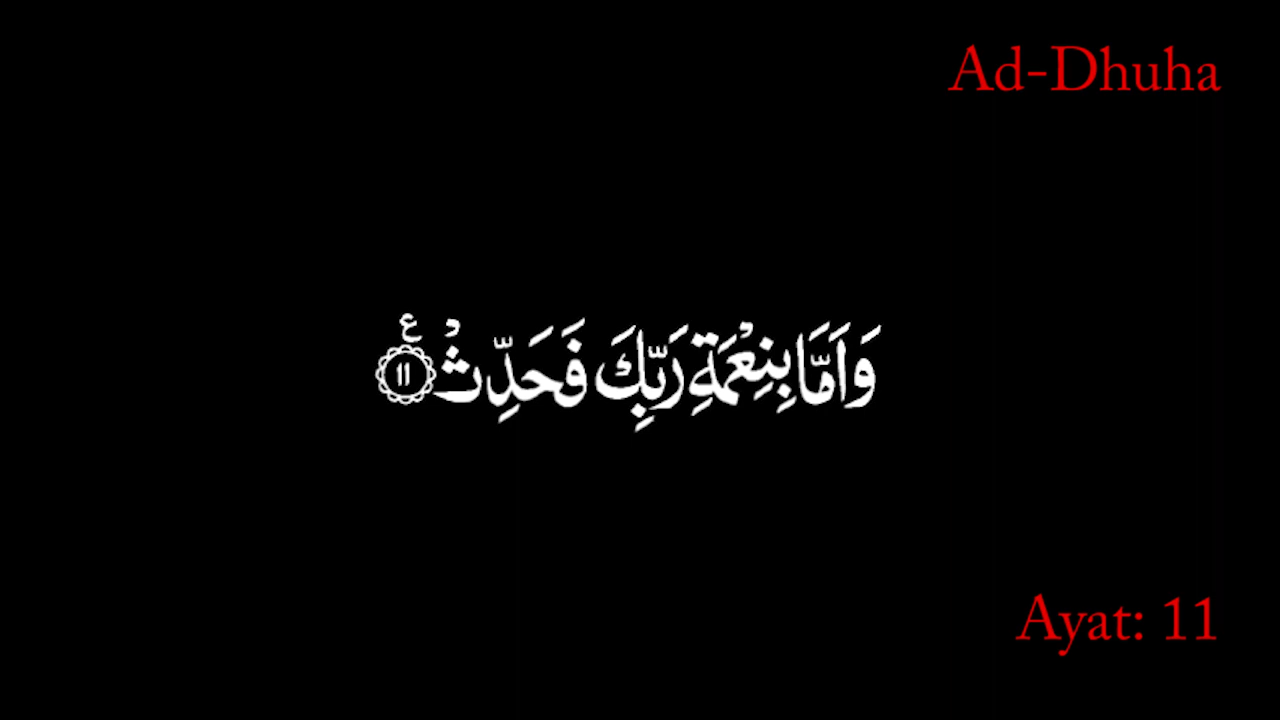 Ad-Dhuha
وَاَمَّا بِنِعْمَةِ رَبِّكَ فَحَدِّثْ ۝١١ ع
Ayat: 11